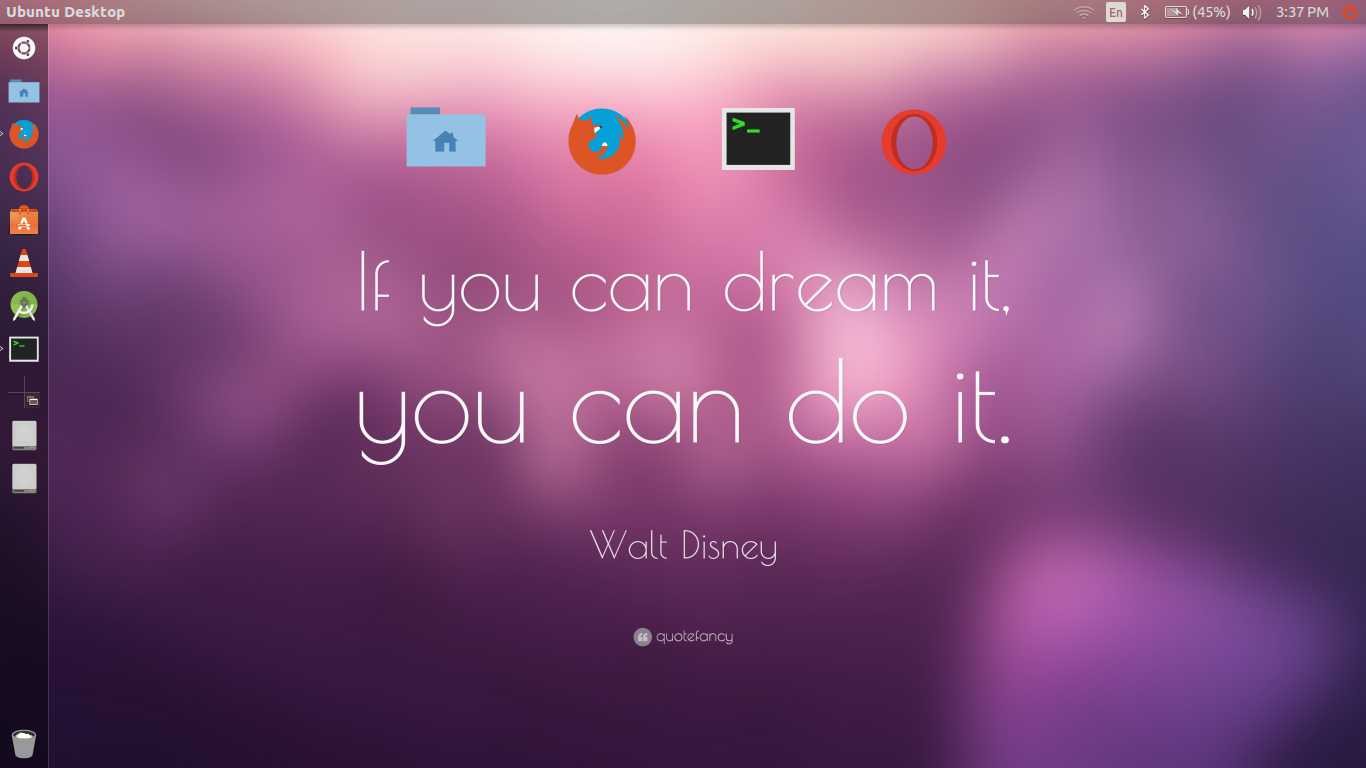 Ubuntu Desktop
En
(45%)
3:37 PM
>_
If you can dream it,
you can do it.
Walt Disney
quotefancy